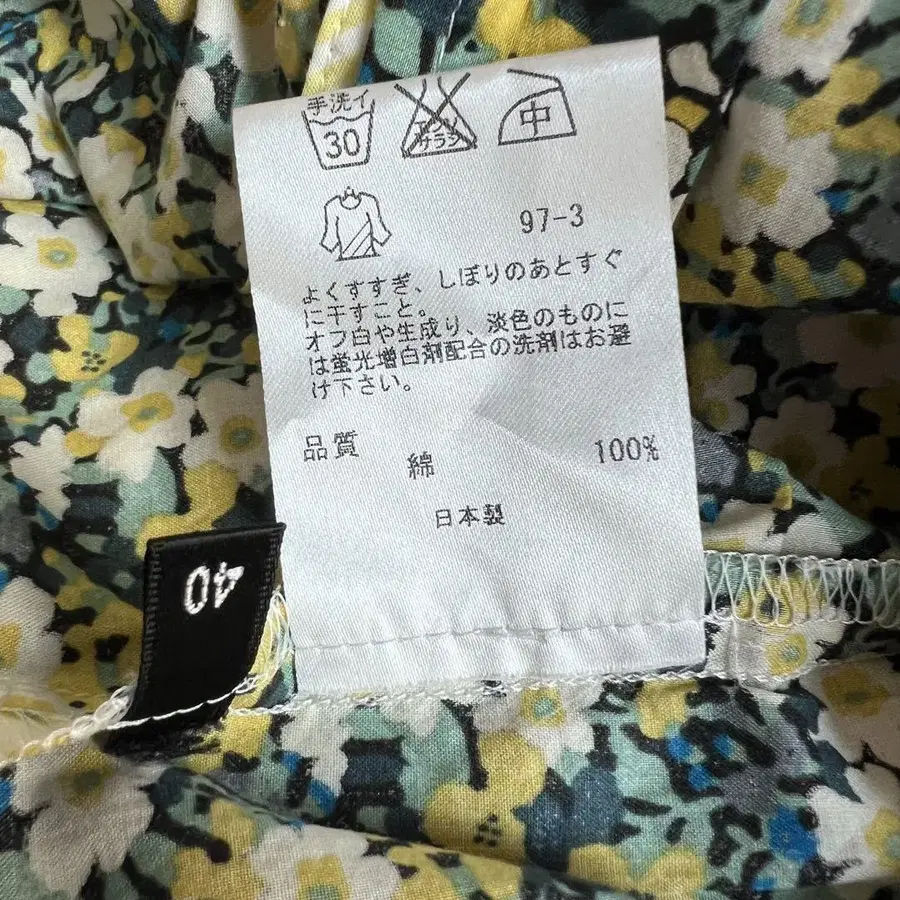 手洗イ
30
エンソ
サラシ
中
97-3
よくすすぎ、しぼりのあとすぐ
に干すこと。
オフ白や生成り、淡色のものに
は蛍光増白剤配合の洗剤はお避
け下さい。
品質 綿 100%
日本製
40